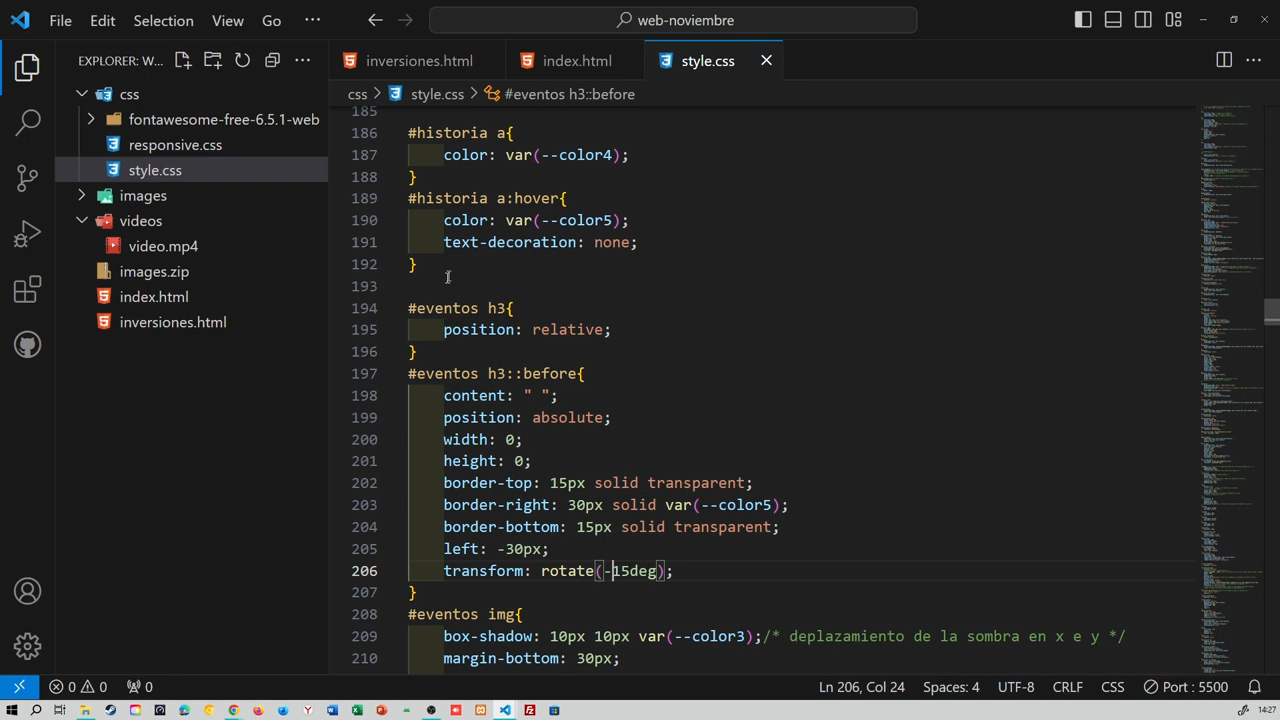 File Edit Selection View Go ··· web-noviembre
EXPLORER: W... ···
inversiones.html index.html style.css
css > style.css > #eventos h3::before
css
fontawesome-free-6.5.1-web
responsive.css
style.css
images
videos
video.mp4
images.zip
index.html
inversiones.html
185
186 #historia a{
187 color: var(--color4);
188 }
189 #historia a:hover{
190 color: var(--color5);
191 text-decoration: none;
192 }
193
194 #eventos h3{
195 position: relative;
196 }
197 #eventos h3::before{
198 content: " ";
199 position: absolute;
200 width: 0;
201 height: 0;
202 border-top: 15px solid transparent;
203 30px solid var(--color5);
204 border-bottom: 15px solid transparent;
205 left: -30px;
206 transform: rotate(-15deg);
207 }
208 #eventos img{
209 box-shadow: 10px 10px var(--color3);/* deplazamiento de la sombra en x e y *
210 margin-bottom: 30px;
0 0 0 Ln 206, Col 24 Spaces: 4 UTF-8 CRLF CSS Port : 5500
14:27